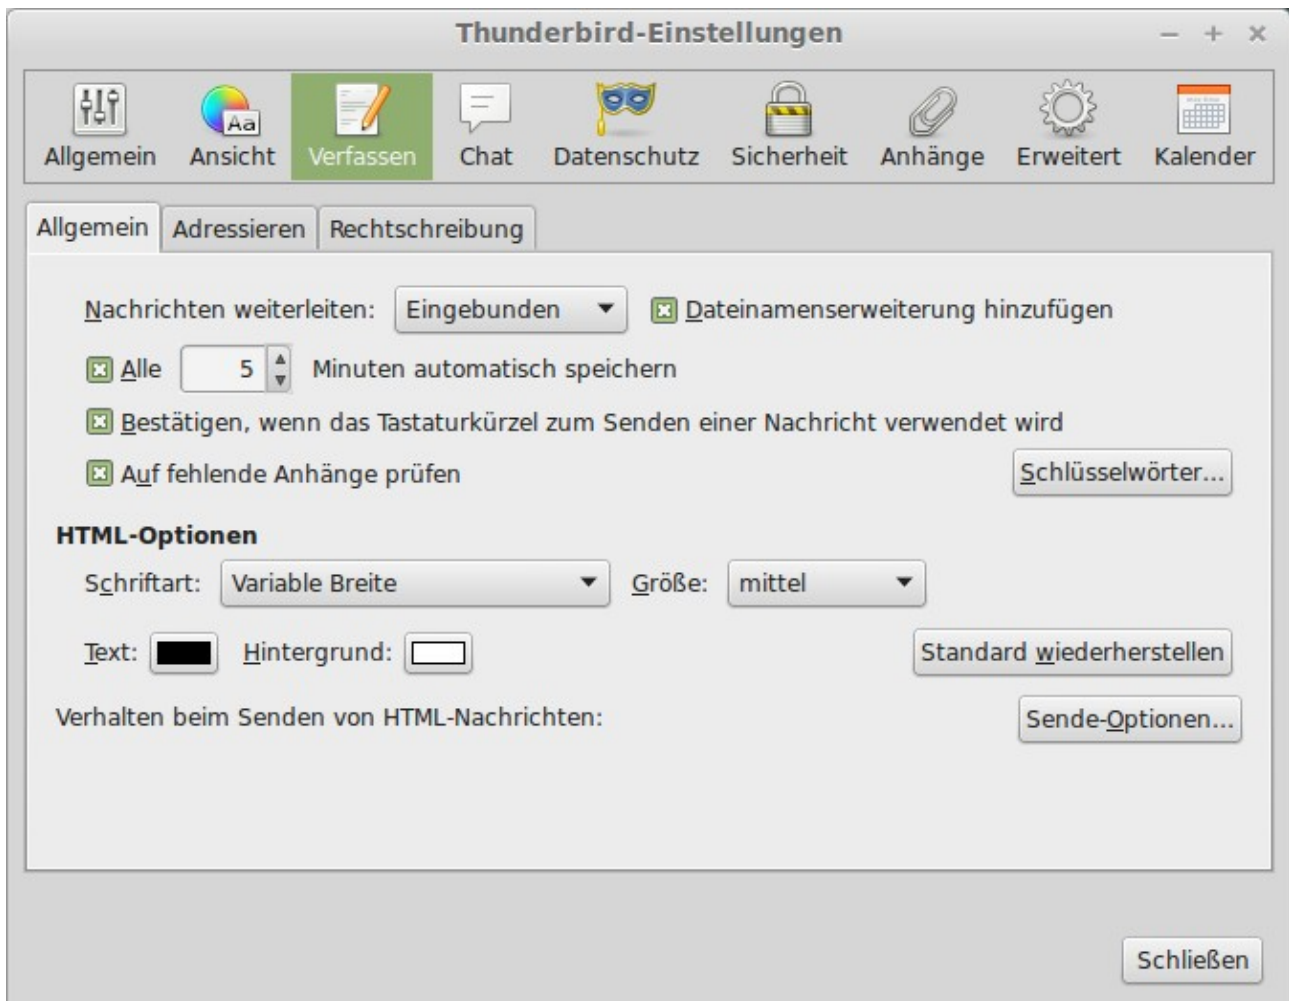 Thunderbird-Einstellungen
Allgemein Ansicht Verfassen Chat Datenschutz Sicherheit Anhänge Erweitert Kalender
Allgemein Adressieren Rechtschreibung
Nachrichten weiterleiten: Eingebunden Dateinamenserweiterung hinzufügen
Alle 5 Minuten automatisch speichern
Bestätigen, wenn das Tastaturkürzel zum Senden einer Nachricht verwendet wird
Auf fehlende Anhänge prüfen Schlüsselwörter...
HTML-Optionen
Schriftart: Variable Breite Größe: mittel
Text: Hintergrund: Standard wiederherstellen
Verhalten beim Senden von HTML-Nachrichten: Sende-Optionen...
Schließen